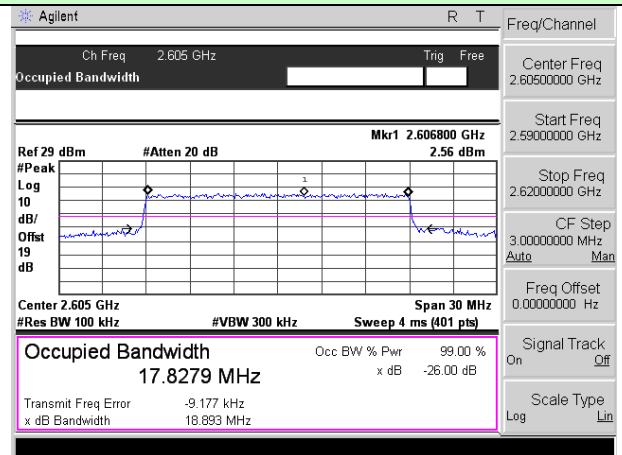 Agilent R T
Ch Freq 2.605 GHz Trig Free
Occupied Bandwidth
Mkr1 2.606800 GHz
Ref 29 dBm #Atten 20 dB 2.56 dBm
#Peak
Log
10
dB/
Offst
19
dB
1
Center 2.605 GHz Span 30 MHz
#Res BW 100 kHz #VBW 300 kHz Sweep 4 ms (401 pts)
Occupied Bandwidth Occ BW % Pwr 99.00 %
17.8279 MHz x dB -26.00 dB
Transmit Freq Error -9.177 kHz
x dB Bandwidth 18.893 MHz
Freq/Channel
Center Freq
2.60500000 GHz
Start Freq
2.59000000 GHz
Stop Freq
2.62000000 GHz
CF Step
3.00000000 MHz
Auto Man
Freq Offset
0.00000000 Hz
Signal Track
On Off
Scale Type
Log Lin